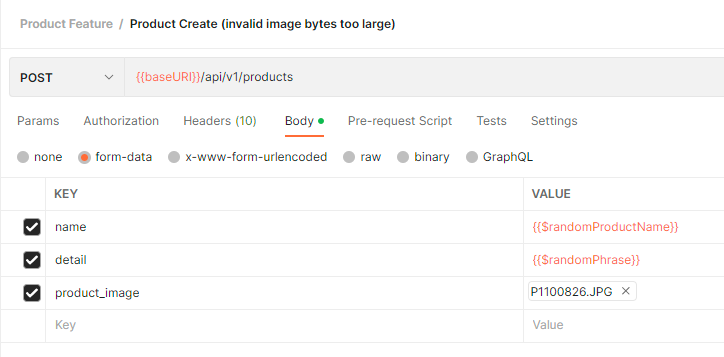 Product Feature / Product Create (invalid image bytes too large)
POST {{baseURI}}/api/v1/products
Params Authorization Headers (10) Body Pre-request Script Tests Settings
none form-data x-www-form-urlencoded raw binary GraphQL
KEY VALUE
name {{$randomProductName}}
detail {{$randomPhrase}}
product_image P1100826.JPG ×
Key Value